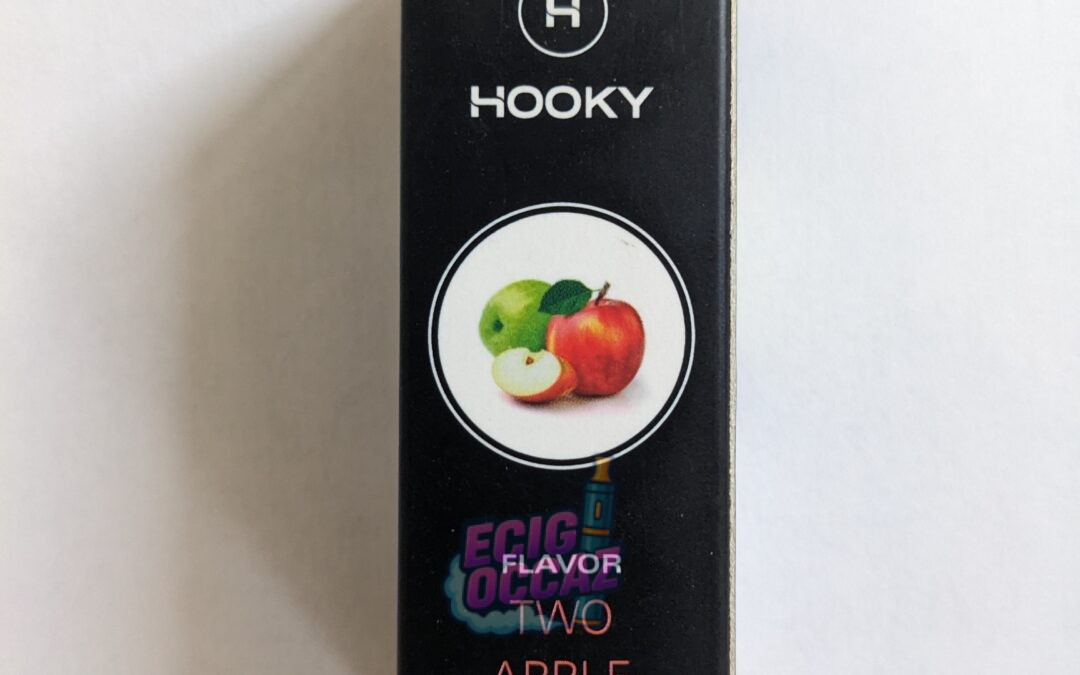 H
HOOKY
ECIG
OCCAZ
FLAVOR
TWO
APPLE